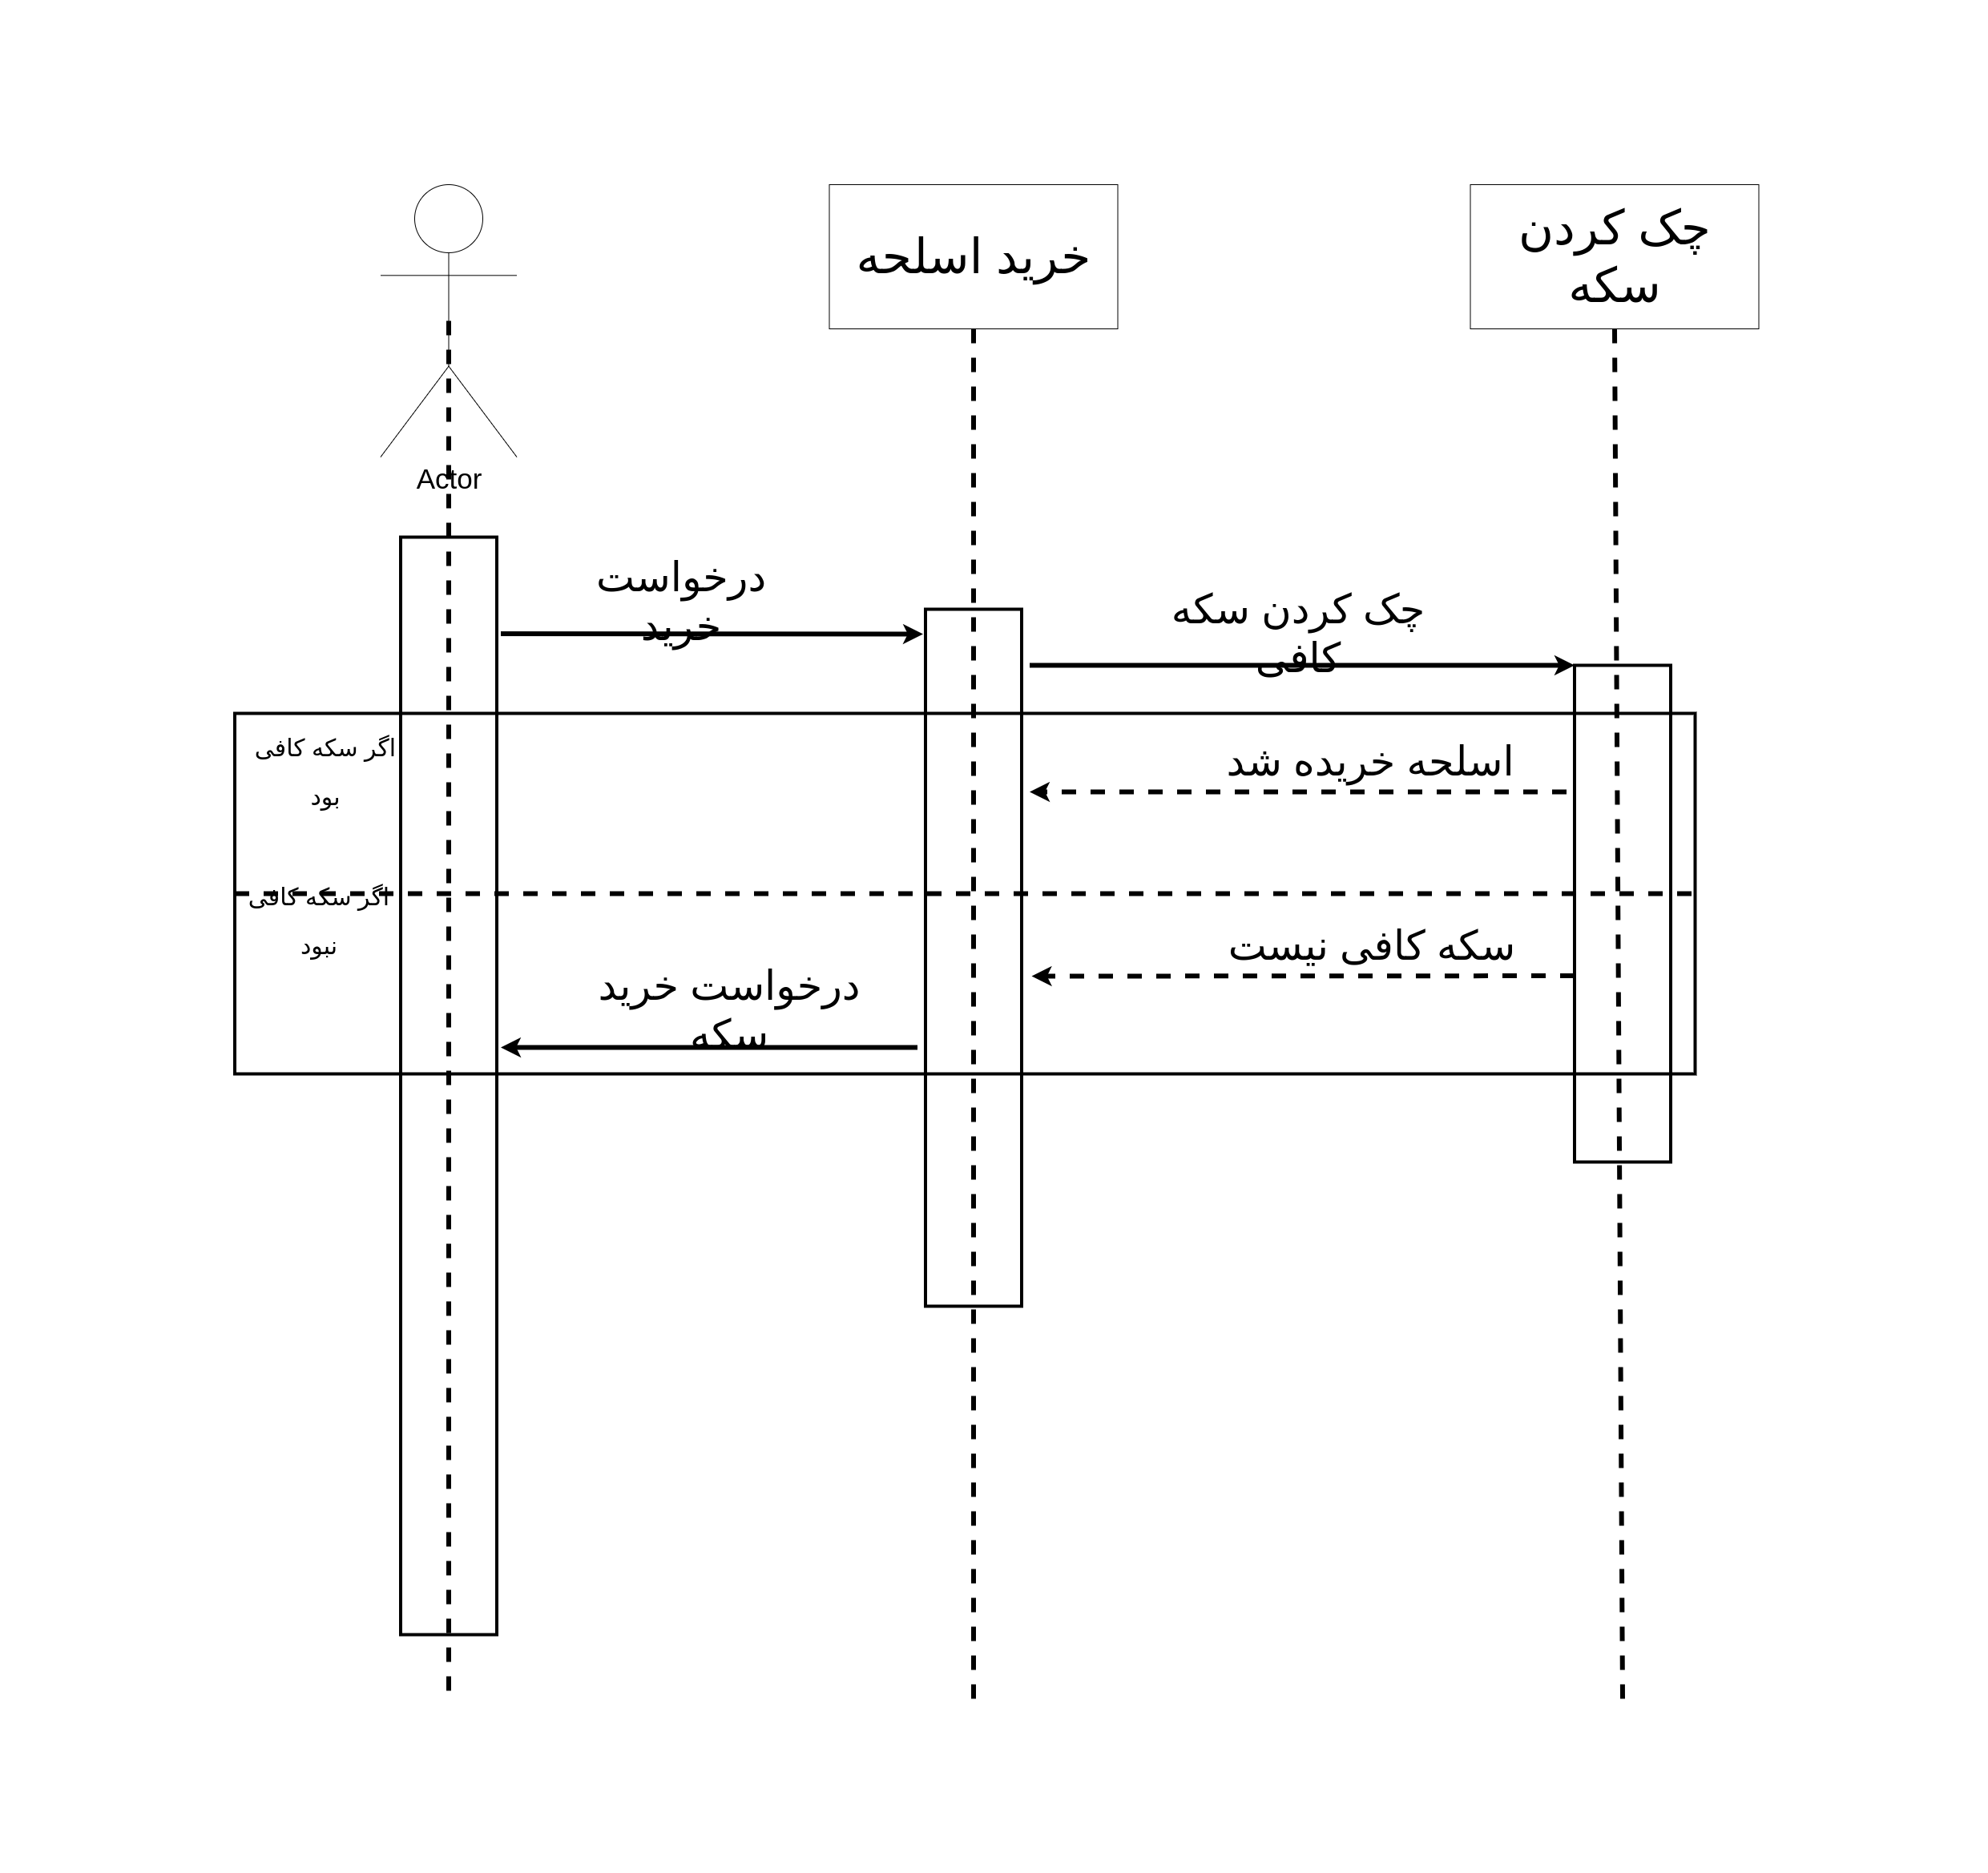 خرید اسلحه
چک کردن
سکه
Actor
درخواست
خرید
چک کردن سکه
کافی
اگر سکه کافی
بود
اسلحه خریده شد
اگر سکه کافی
نبود
سکه کافی نیست
درخواست خرید
سکه